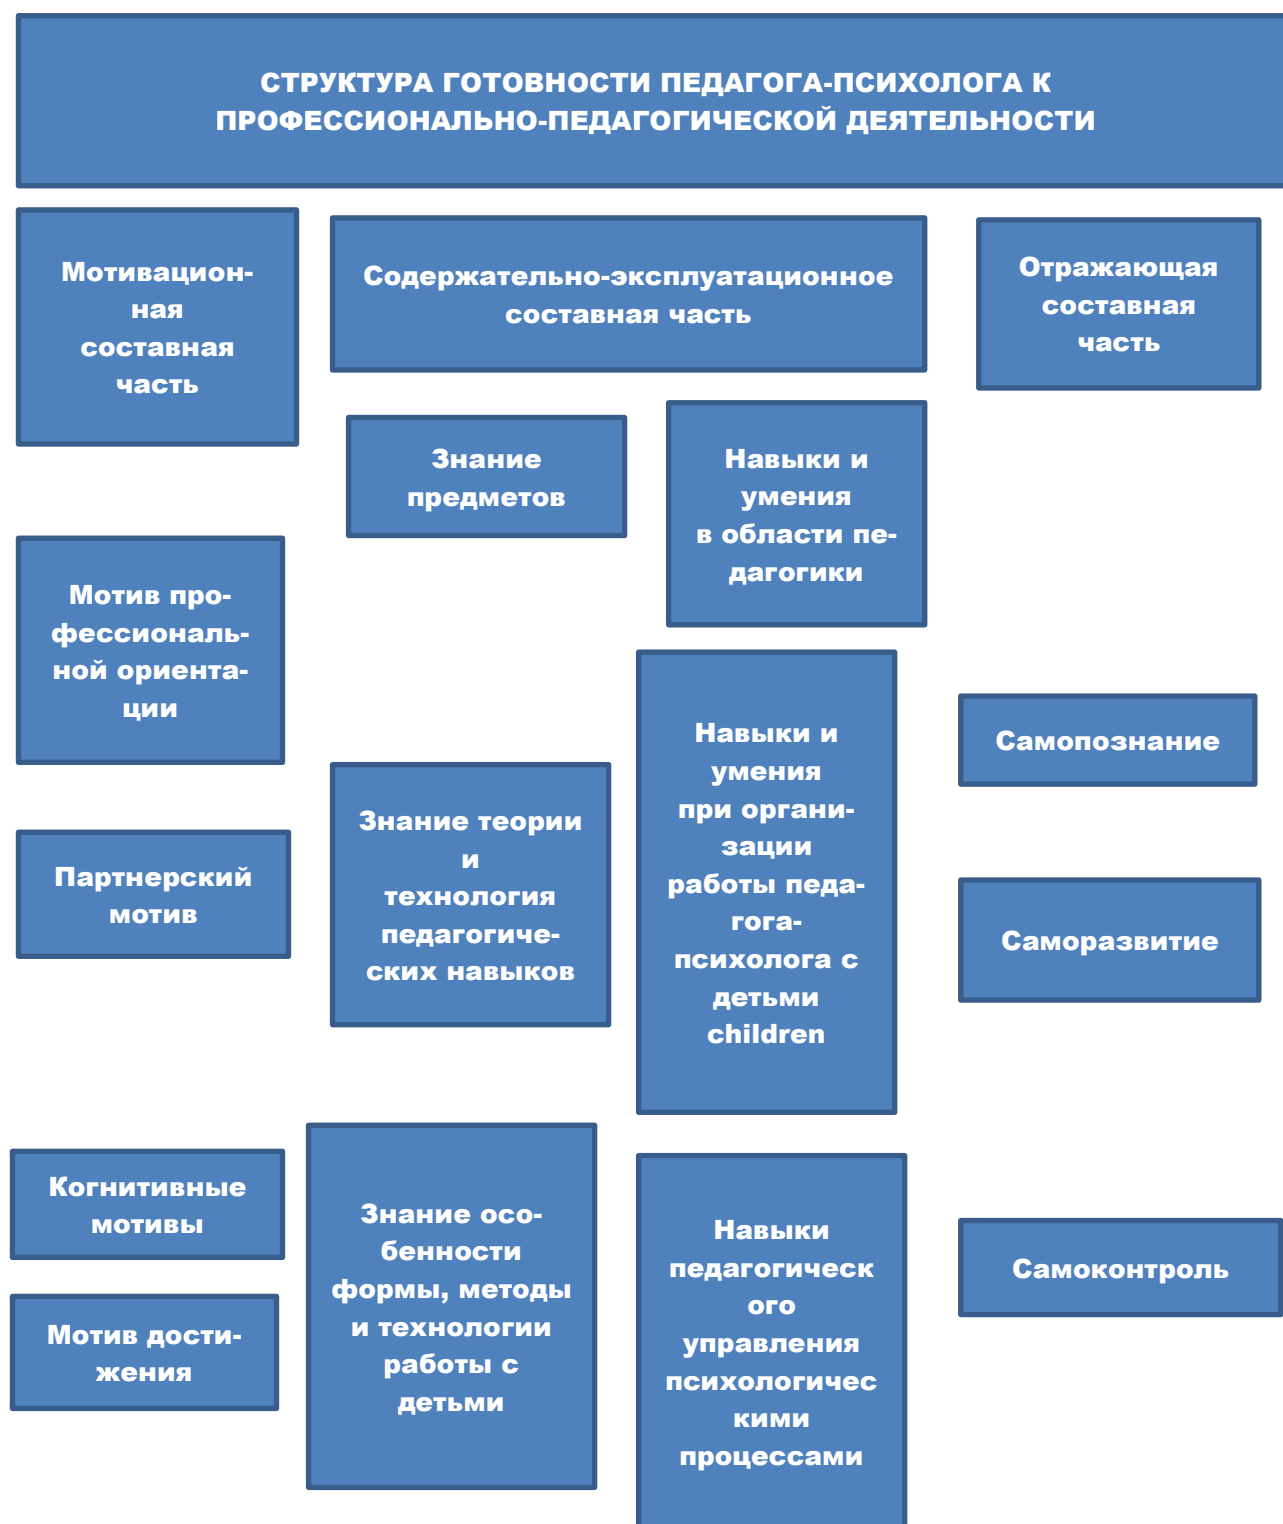 СТРУКТУРА ГОТОВНОСТИ ПЕДАГОГА-ПСИХОЛОГА К
ПРОФЕССИОНАЛЬНО-ПЕДАГОГИЧЕСКОЙ ДЕЯТЕЛЬНОСТИ
Мотивацион-
ная
составная
часть
Содержательно-эксплуатационное
составная часть
Отражающая
составная
часть
Знание
предметов
Навыки и
умения
в области пе-
дагогики
Мотив про-
фессиональ-
ной ориента-
ции
Партнерский
мотив
Знание теории
и
технология
педагогиче-
ских навыков
Навыки и
умения
при органи-
зации
работы педа-
гога-
психолога с
детьми
children
Самопознание
Саморазвитие
Когнитивные
мотивы
Мотив дости-
жения
Знание осо-
бенности
формы, методы
и технологии
работы с
детьми
Навыки
педагогическ
ого
управления
психологичес
кими
процессами
Самоконтроль